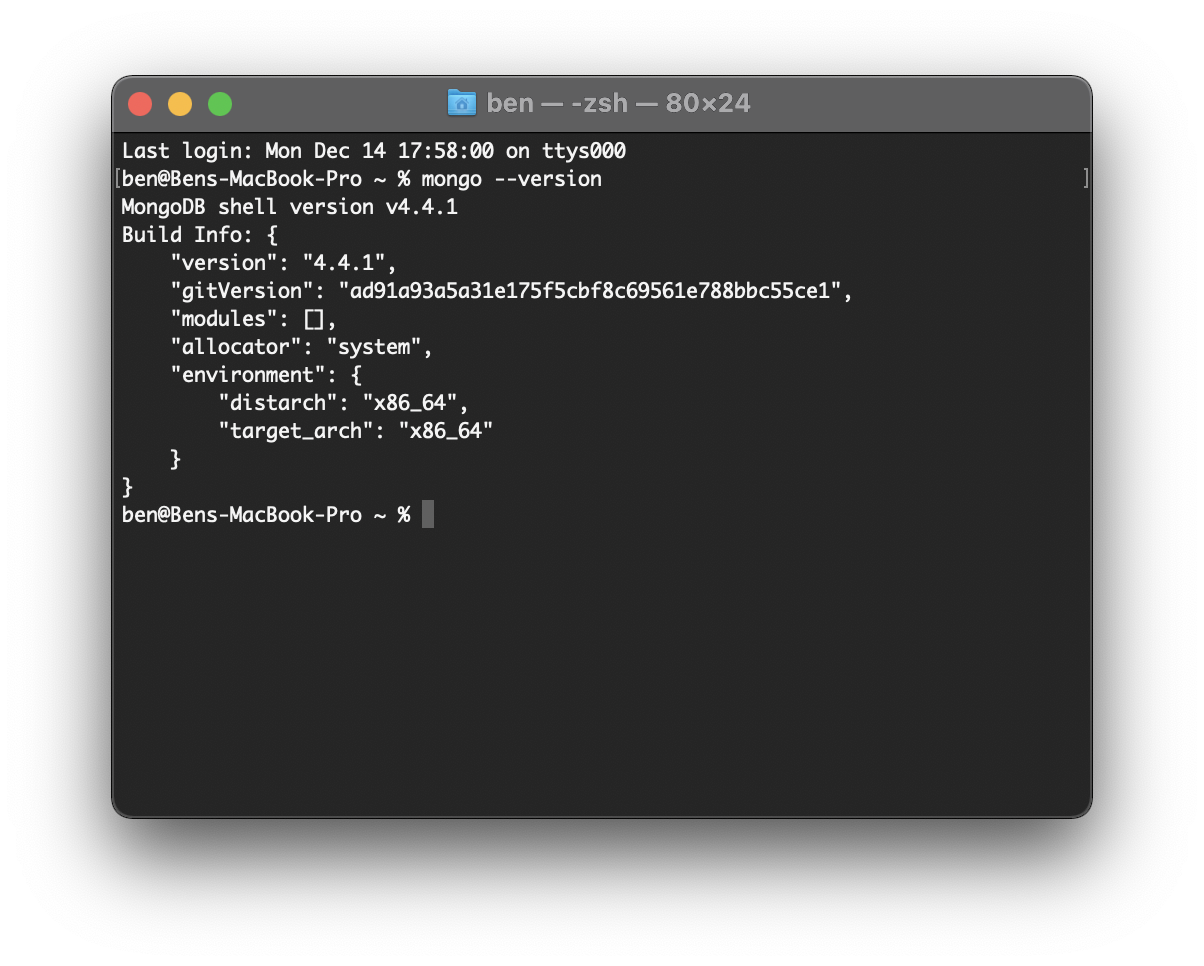 ben — -zsh — 80×24
Last login: Mon Dec 14 17:58:00 on ttys000
[ben@Bens-MacBook-Pro ~ % mongo --version ]
MongoDB shell version v4.4.1
Build Info: {
    "version": "4.4.1",
    "gitVersion": "ad91a93a5a31e175f5cbf8c69561e788bbc55ce1",
    "modules": [],
    "allocator": "system",
    "environment": {
        "distarch": "x86_64",
        "target_arch": "x86_64"
    }
}
ben@Bens-MacBook-Pro ~ %